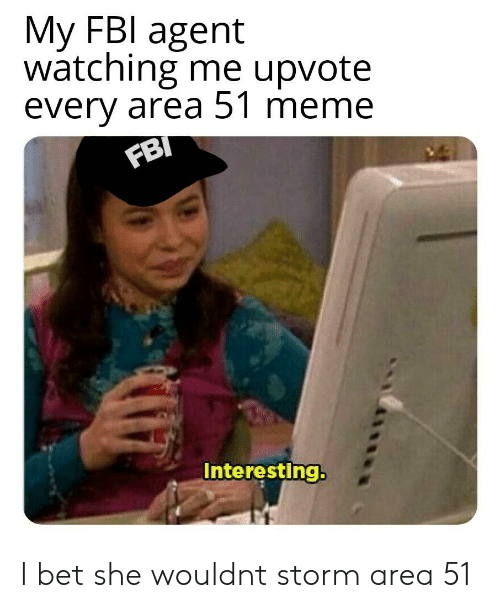 My FBI agent
watching me upvote
every area 51 meme
FBI
Interesting.
I bet she wouldnt storm area 51